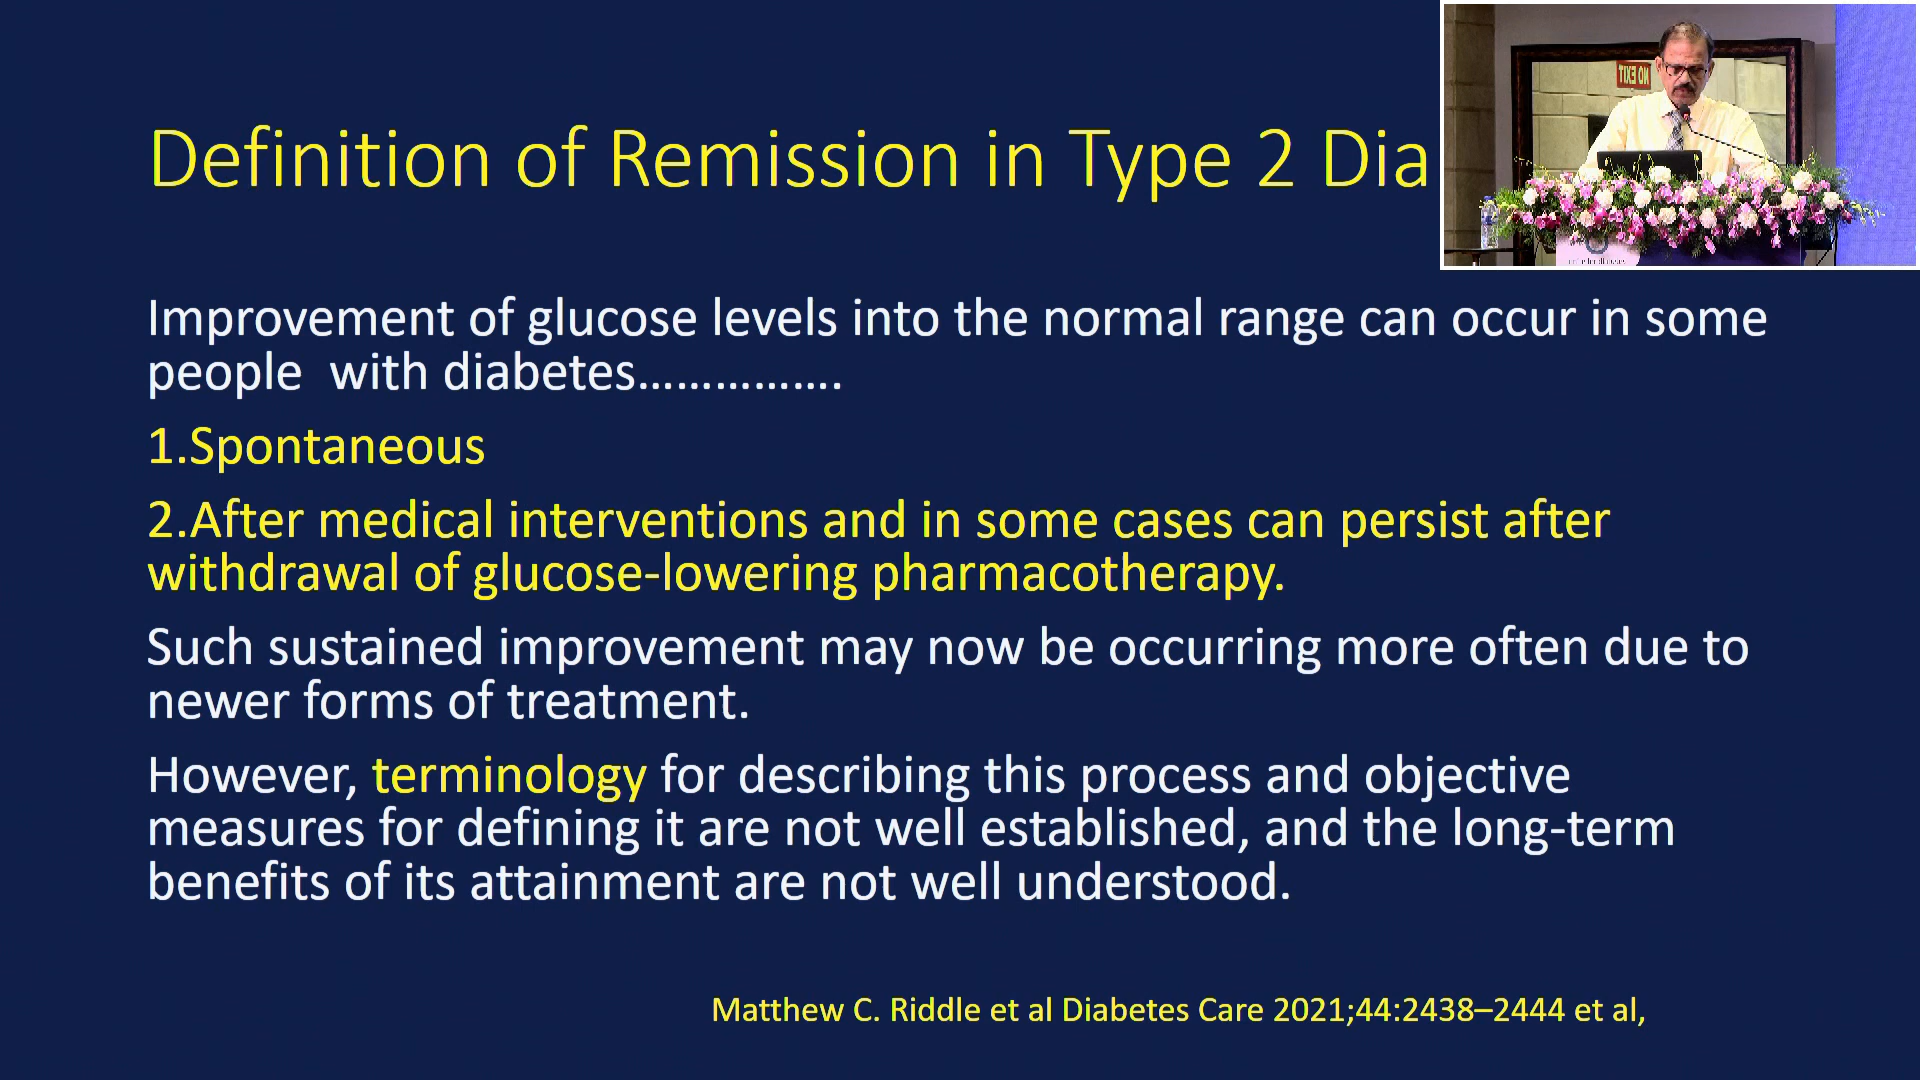 Definition of Remission in Type 2 Dia
NO EXIT
Improvement of glucose levels into the normal range can occur in some
people  with diabetes…………….
1.Spontaneous
2.After medical interventions and in some cases can persist after
withdrawal of glucose-lowering pharmacotherapy.
Such sustained improvement may now be occurring more often due to
newer forms of treatment.
However, terminology for describing this process and objective
measures for defining it are not well established, and the long-term
benefits of its attainment are not well understood.
Matthew C. Riddle et al Diabetes Care 2021;44:2438–2444 et al,